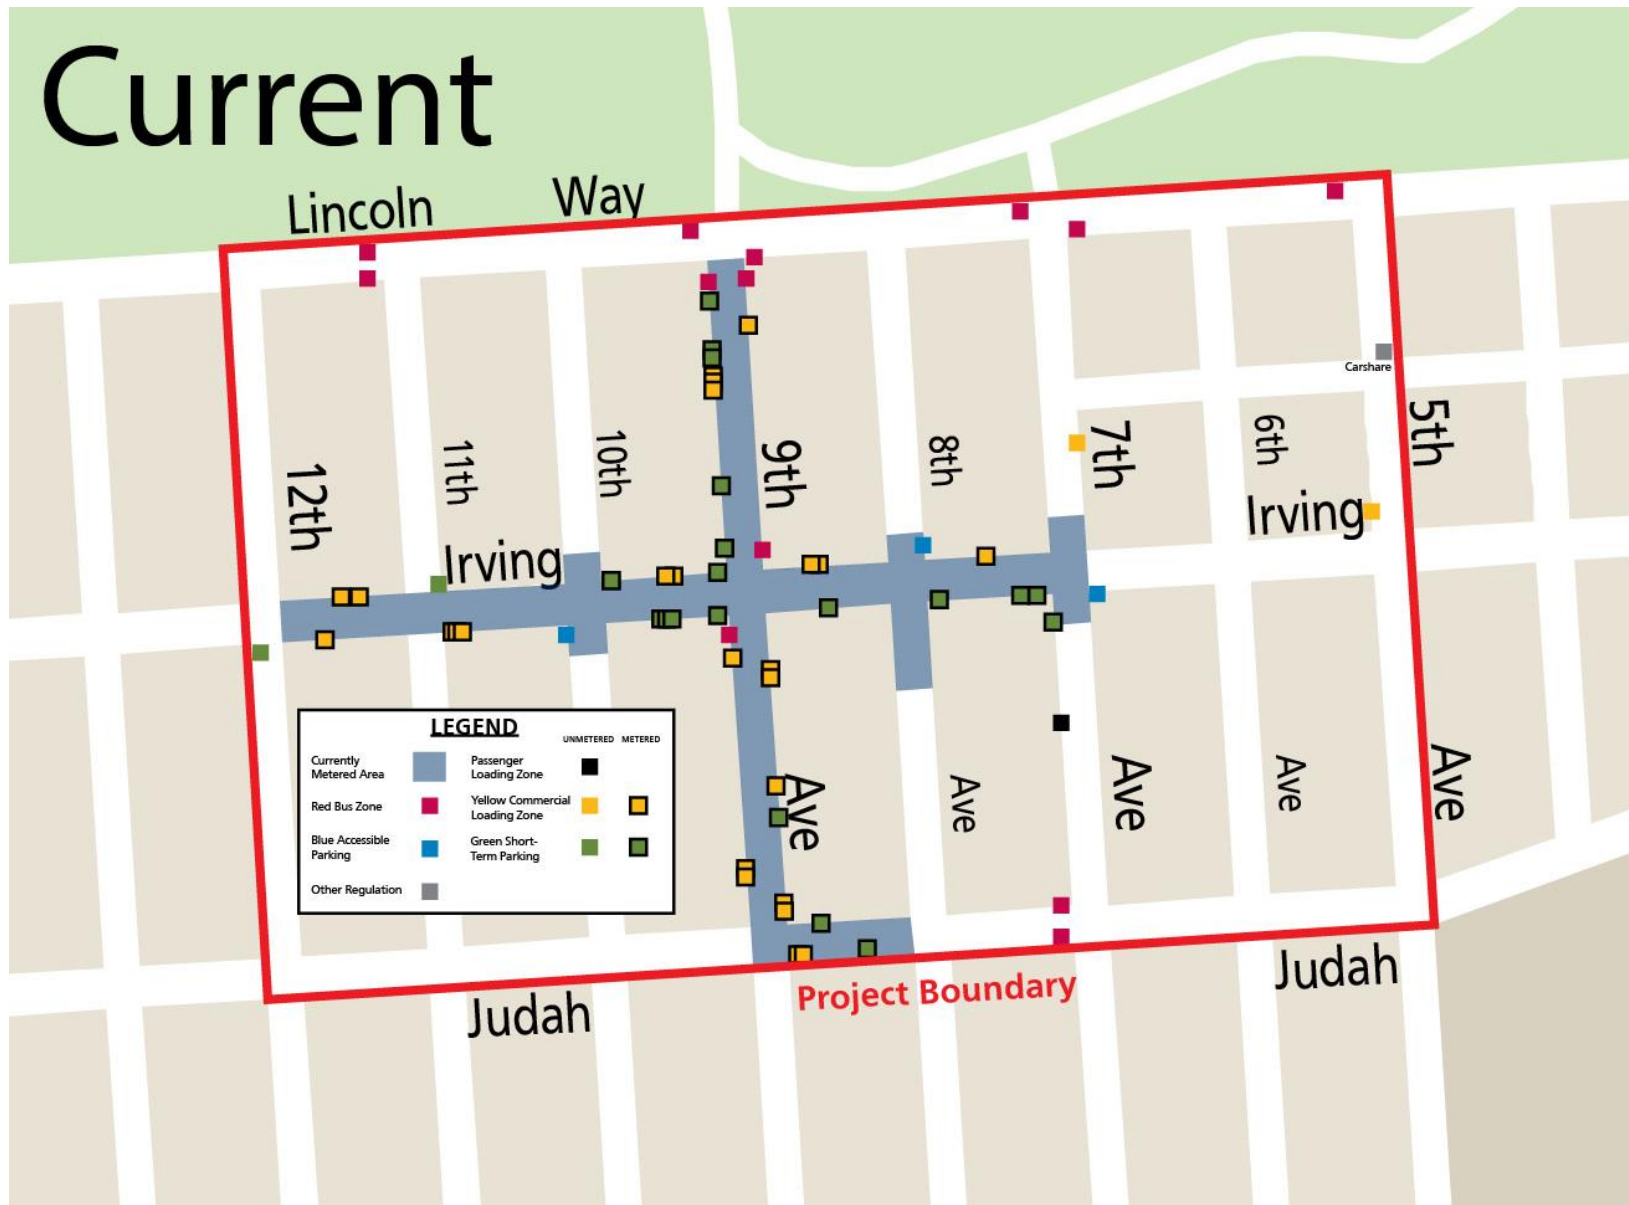 Current
Lincoln Way
Carshare
12th
11th
10th
9th
8th
7th
6th
5th
Irving
Irving
LEGEND
UNMETERED METERED
Currently
Metered Area
Passenger
Loading Zone
Red Bus Zone
Yellow Commercial
Loading Zone
Blue Accessible
Parking
Green Short-
Term Parking
Other Regulation
Ave
Ave
Ave
Ave
Ave
Project Boundary
Judah
Judah